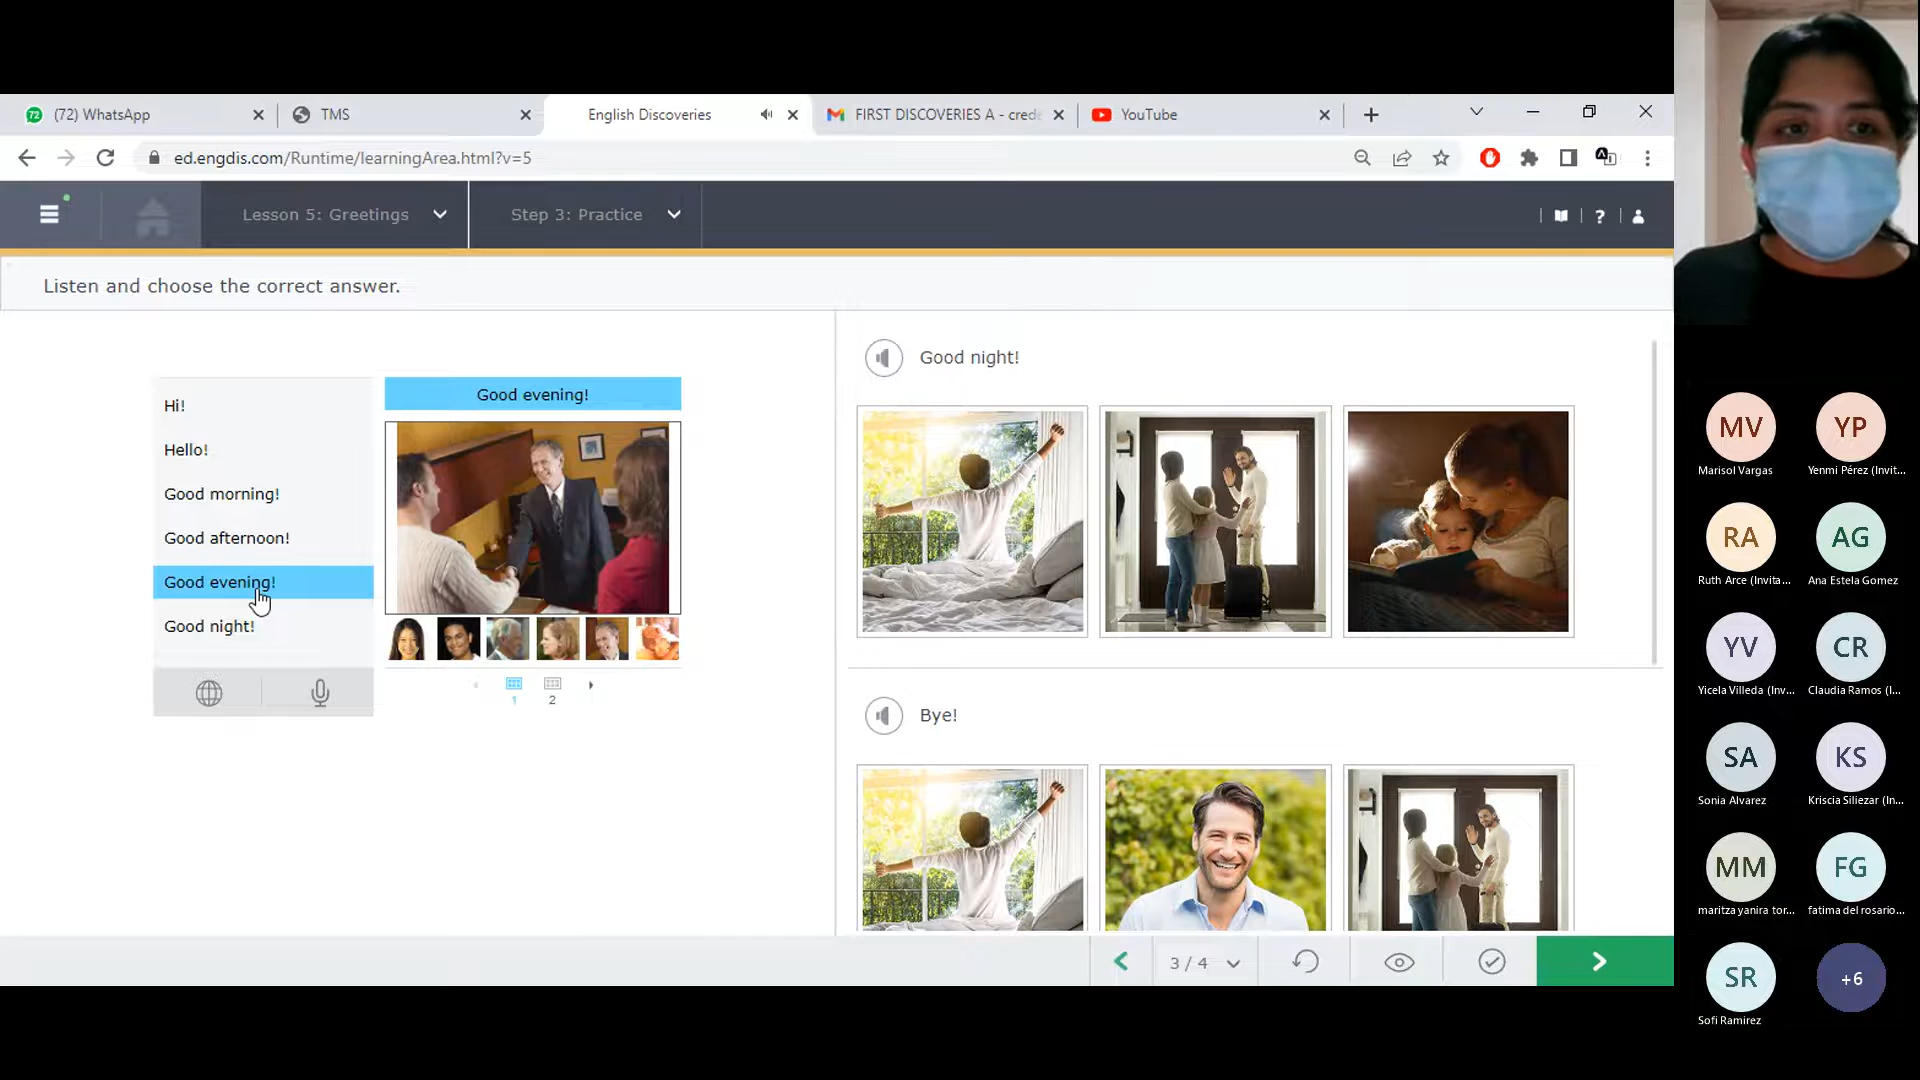 (72) WhatsApp
TMS
English Discoveries
FIRST DISCOVERIES A - crede
YouTube
ed.engdis.com/Runtime/learningArea.html?v=5
Lesson 5: Greetings
Step 3: Practice
?
Listen and choose the correct answer.
Hi!
Hello!
Good morning!
Good afternoon!
Good evening!
Good night!
Good evening!
1
2
Good night!
Bye!
3 / 4
MV
Marisol Vargas
YP
Yenmi Pérez (Invit...
RA
Ruth Arce (Invita...
AG
Ana Estela Gomez
YV
Yicela Villeda (Inv...
CR
Claudia Ramos (I...
SA
Sonia Alvarez
KS
Kriscia Siliezar (In...
MM
maritza yanira tor...
FG
fatima del rosario...
SR
Sofi Ramirez
+6